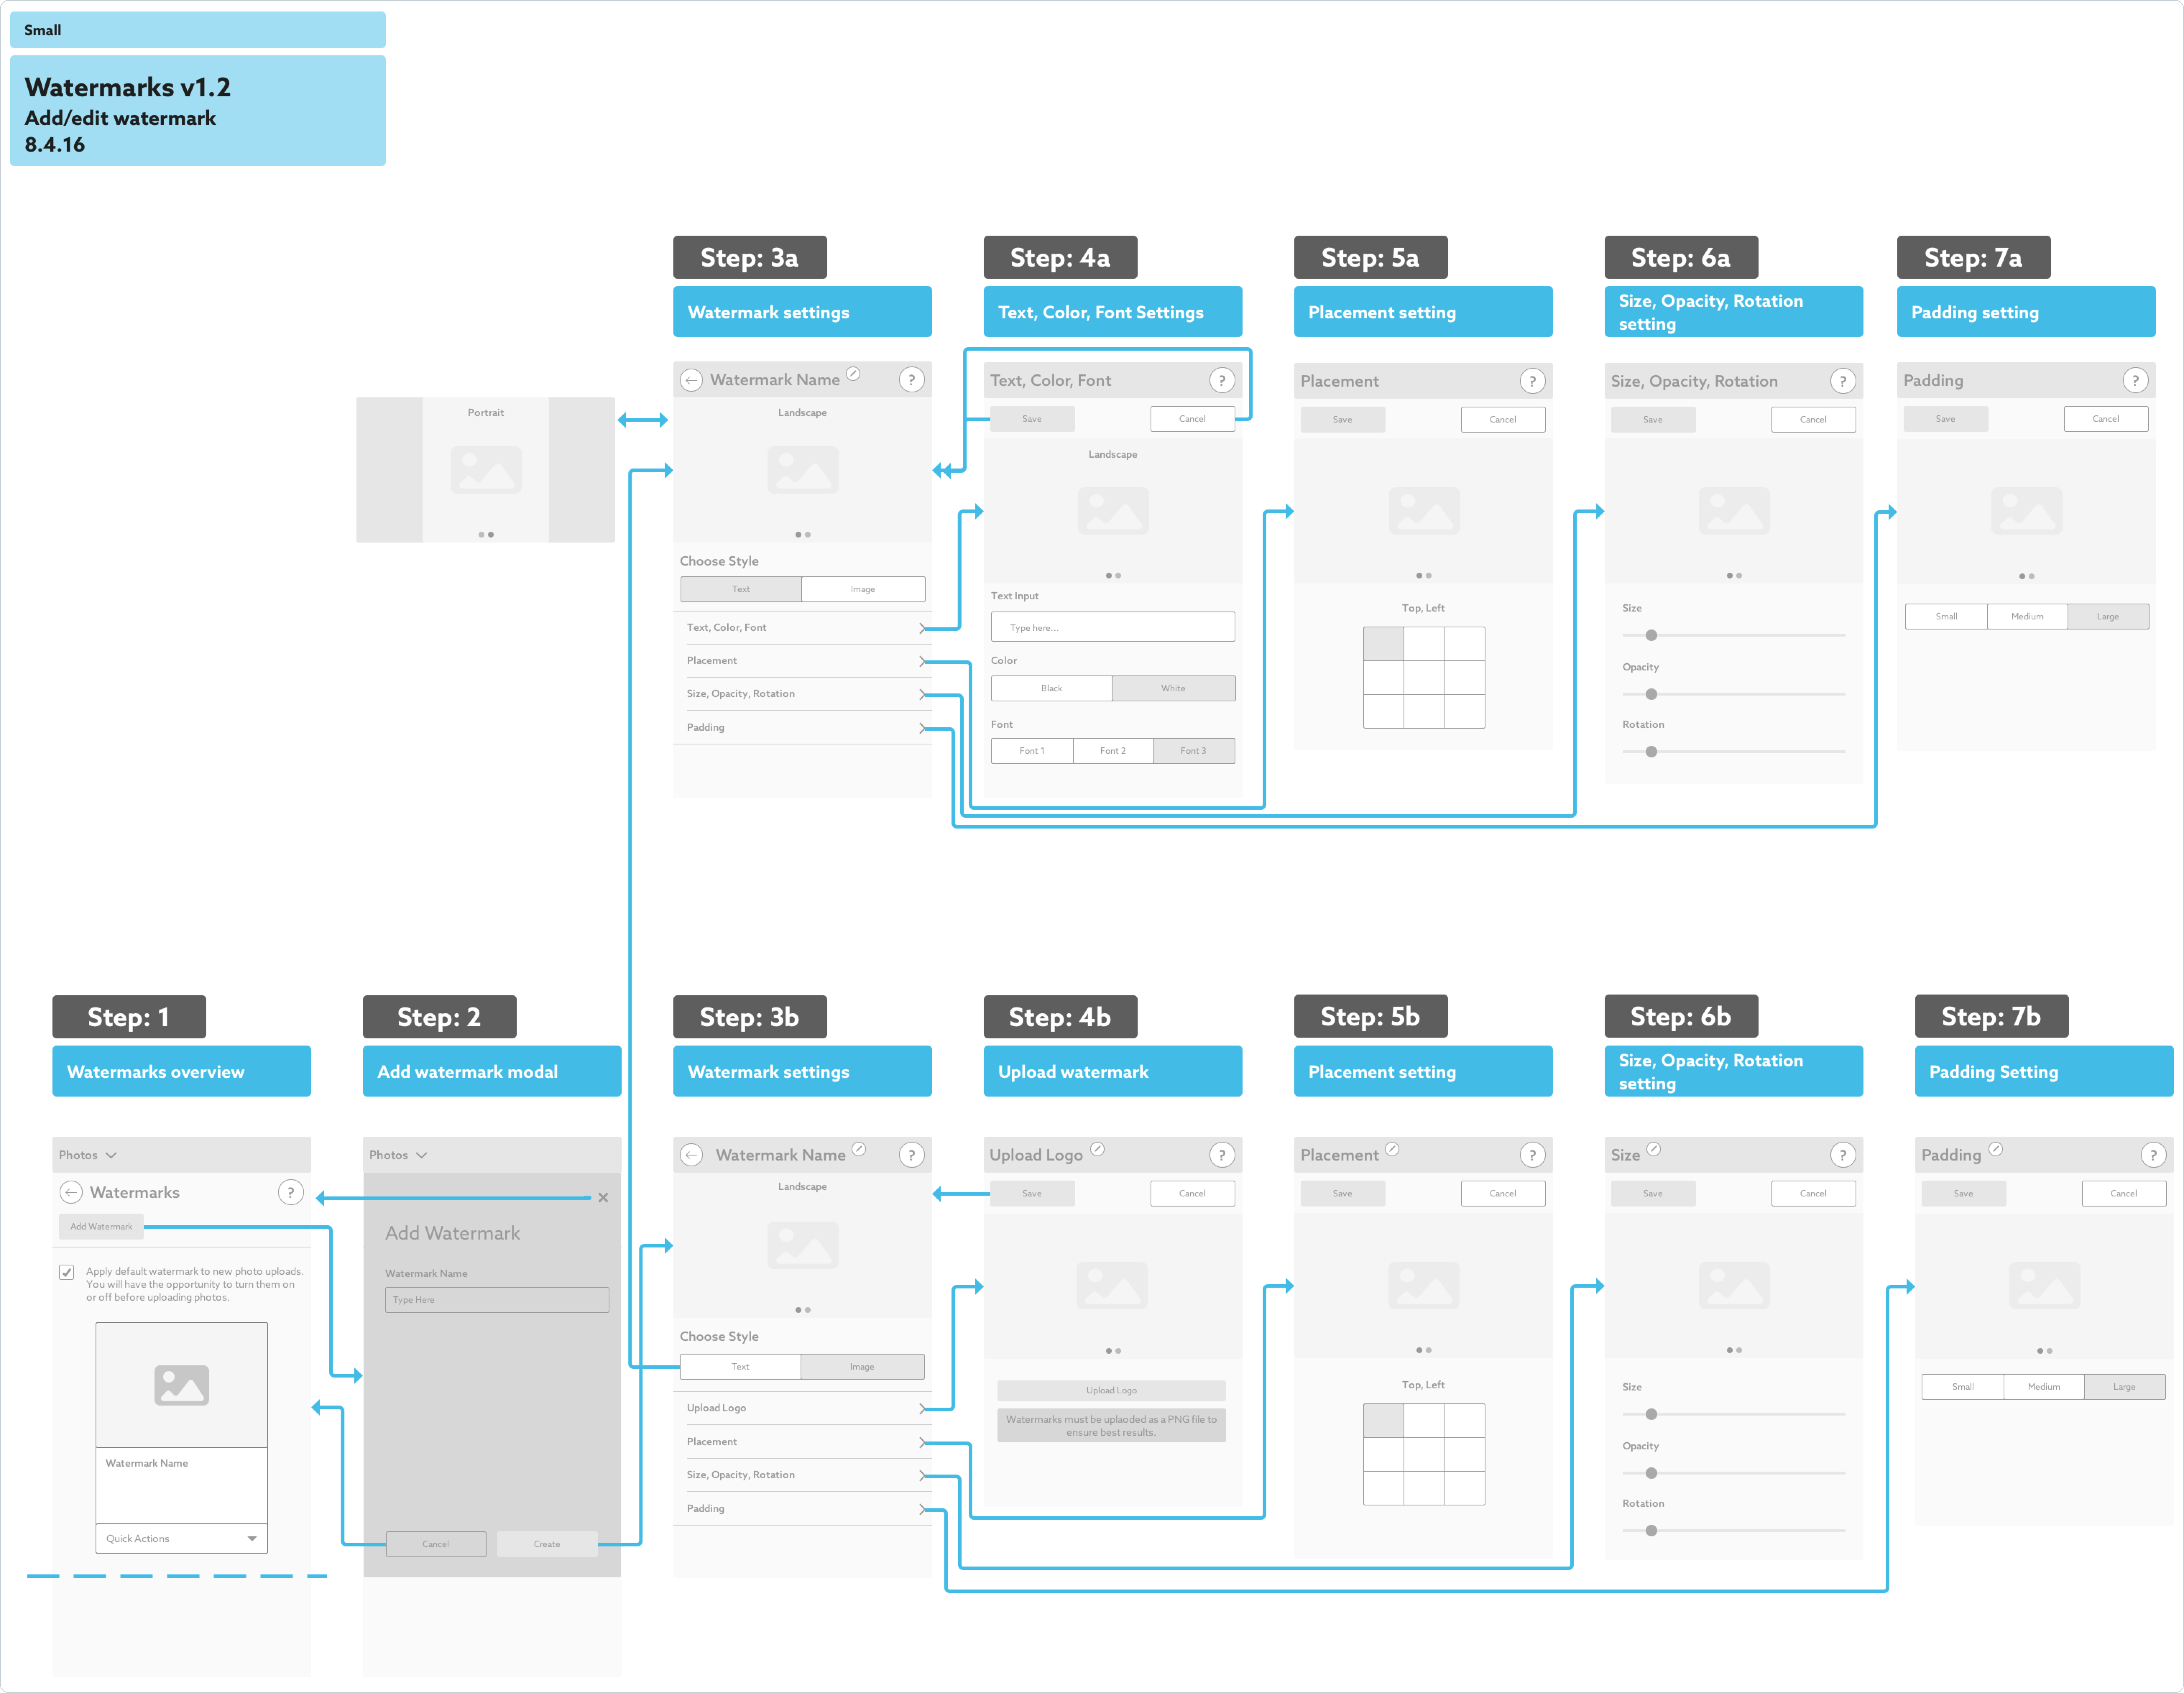 Small
Watermarks v1.2
Add/edit watermark
8.4.16
Step: 3a
Watermark settings
Step: 4a
Text, Color, Font Settings
Step: 5a
Placement setting
Step: 6a
Size, Opacity, Rotation
setting
Step: 7a
Padding setting
Portrait
Watermark Name
?
Landscape
Choose Style
Text
Image
Text, Color, Font
Placement
Size, Opacity, Rotation
Padding
Text, Color, Font
?
Save
Cancel
Landscape
Text Input
Type here...
Color
Black
White
Font
Font 1
Font 2
Font 3
Placement
?
Save
Cancel
Top, Left
Size, Opacity, Rotation
?
Save
Cancel
Size
Opacity
Rotation
Padding
?
Save
Cancel
Small
Medium
Large
Step: 1
Watermarks overview
Step: 2
Add watermark modal
Step: 3b
Watermark settings
Step: 4b
Upload watermark
Step: 5b
Placement setting
Step: 6b
Size, Opacity, Rotation
setting
Step: 7b
Padding Setting
Photos
Watermarks
?
Add Watermark
Apply default watermark to new photo uploads.
You will have the opportunity to turn them on
or off before uploading photos.
Watermark Name
Quick Actions
Photos
Add Watermark
Watermark Name
Type Here
Cancel
Create
Watermark Name
?
Landscape
Choose Style
Text
Image
Upload Logo
Placement
Size, Opacity, Rotation
Padding
Upload Logo
?
Save
Cancel
Upload Logo
Watermarks must be uplaoded as a PNG file to
ensure best results.
Placement
?
Save
Cancel
Top, Left
Size
?
Save
Cancel
Size
Opacity
Rotation
Padding
?
Save
Cancel
Small
Medium
Large